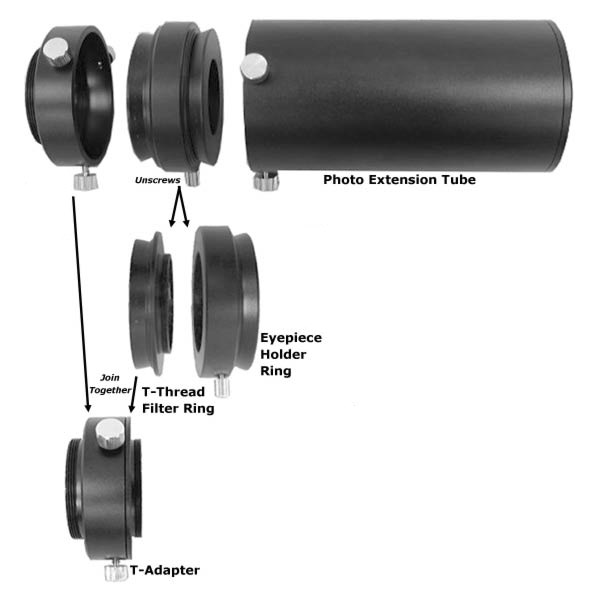 Unscrews
Photo Extension Tube
Eyepiece
Holder
Ring
Join
Together
T-Thread
Filter Ring
T-Adapter